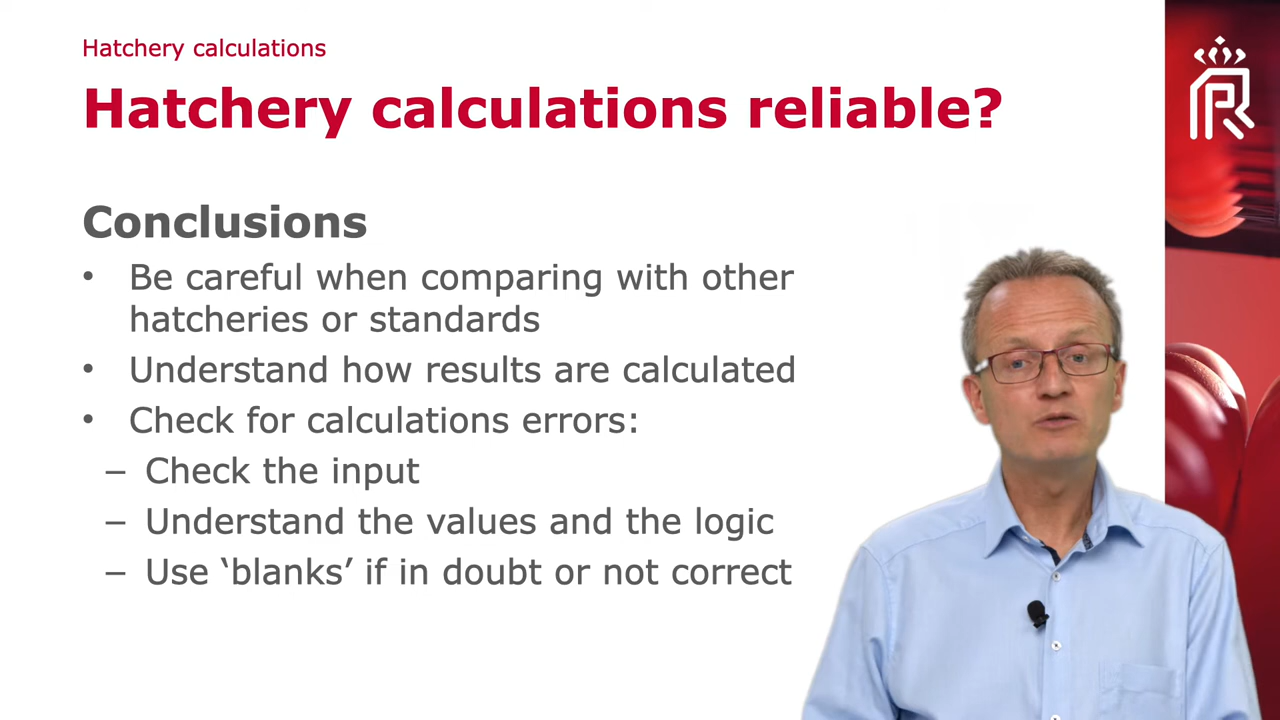 Hatchery calculations
Hatchery calculations reliable?
Conclusions
• Be careful when comparing with other
hatcheries or standards
• Understand how results are calculated
• Check for calculations errors:
– Check the input
– Understand the values and the logic
– Use ‘blanks’ if in doubt or not correct